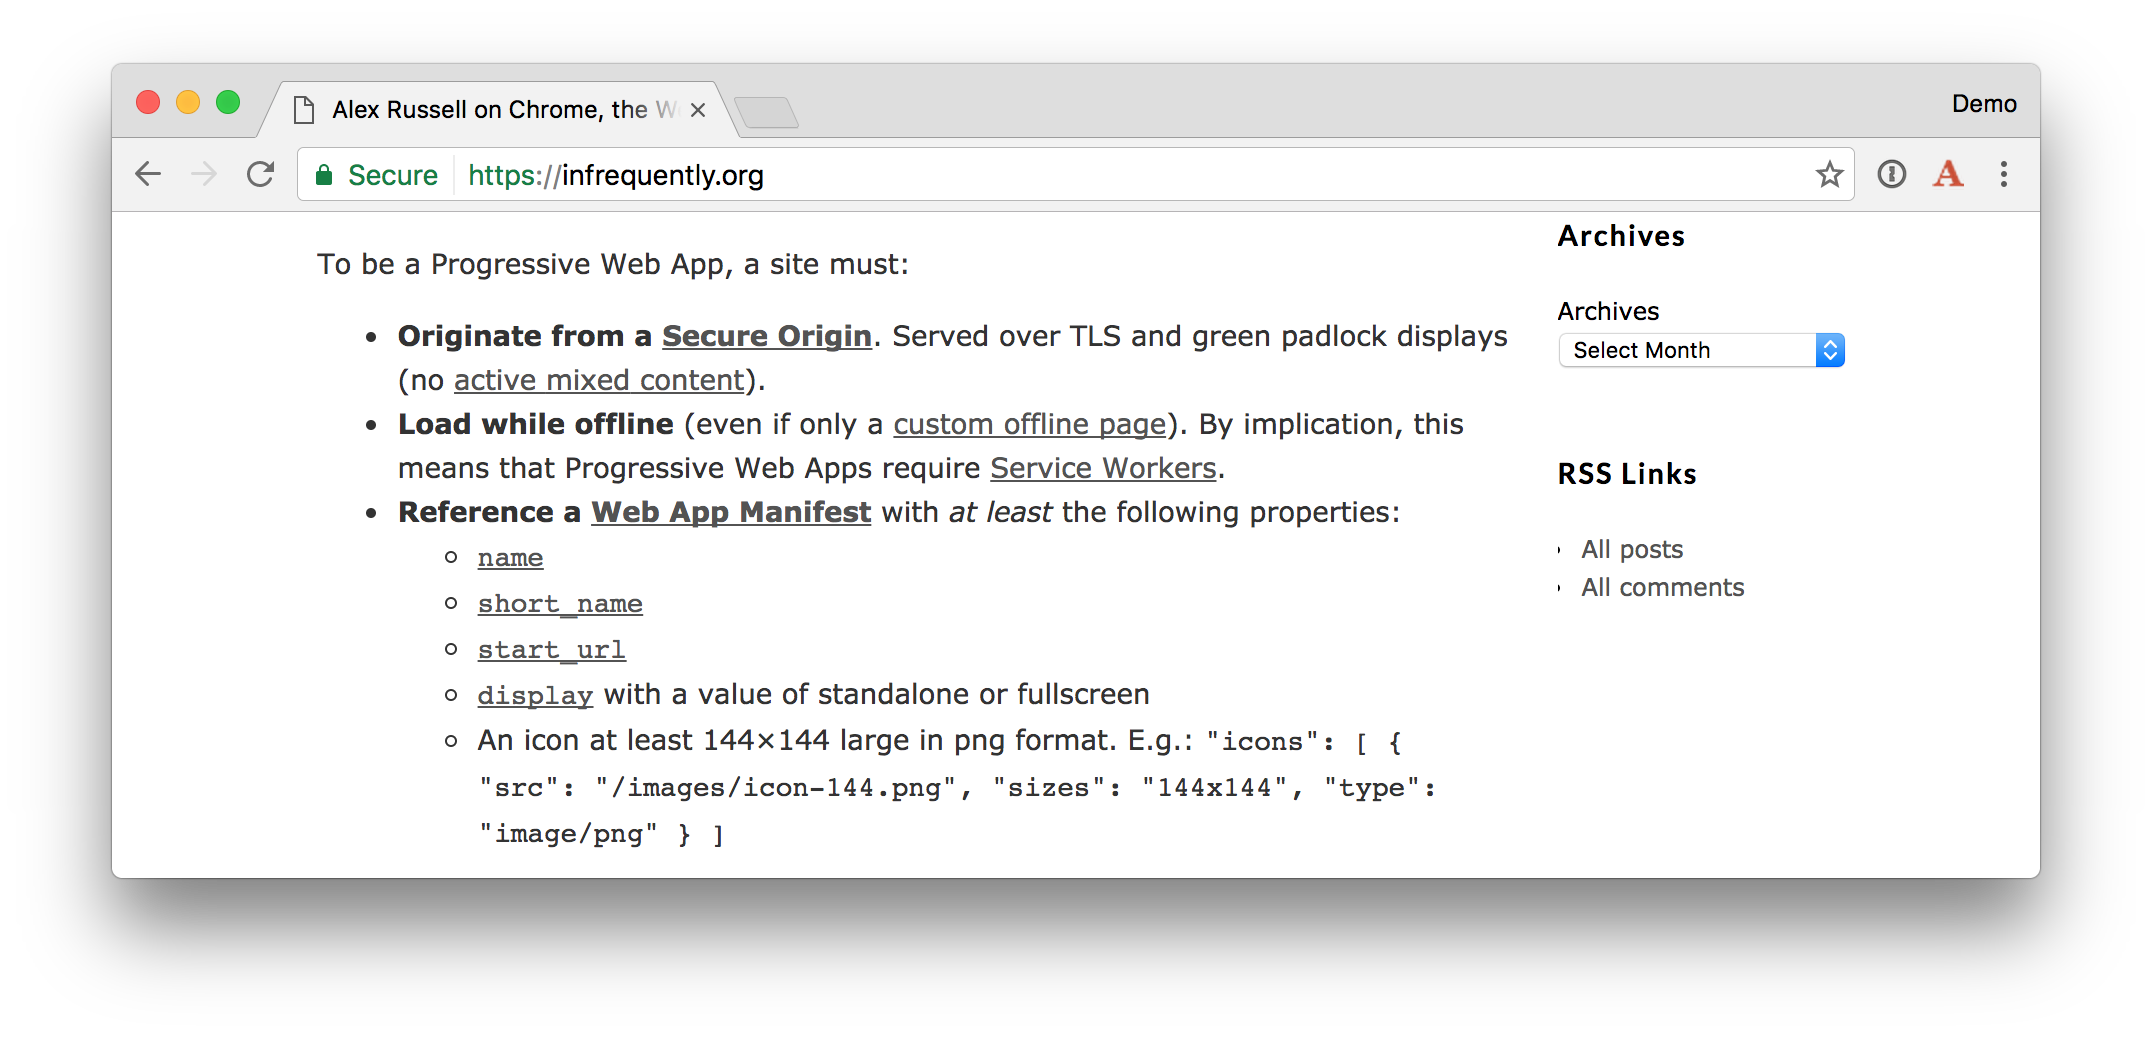 Alex Russell on Chrome, the W
Demo
Secure https://infrequently.org
To be a Progressive Web App, a site must:
• Originate from a Secure Origin. Served over TLS and green padlock displays
(no active mixed content).
• Load while offline (even if only a custom offline page). By implication, this
means that Progressive Web Apps require Service Workers.
• Reference a Web App Manifest with at least the following properties:
name
short_name
start_url
display with a value of standalone or fullscreen
An icon at least 144×144 large in png format. E.g.: "icons": [ {
"src": "/images/icon-144.png", "sizes": "144x144", "type":
"image/png" } ]
Archives
Archives
Select Month
RSS Links
All posts
All comments